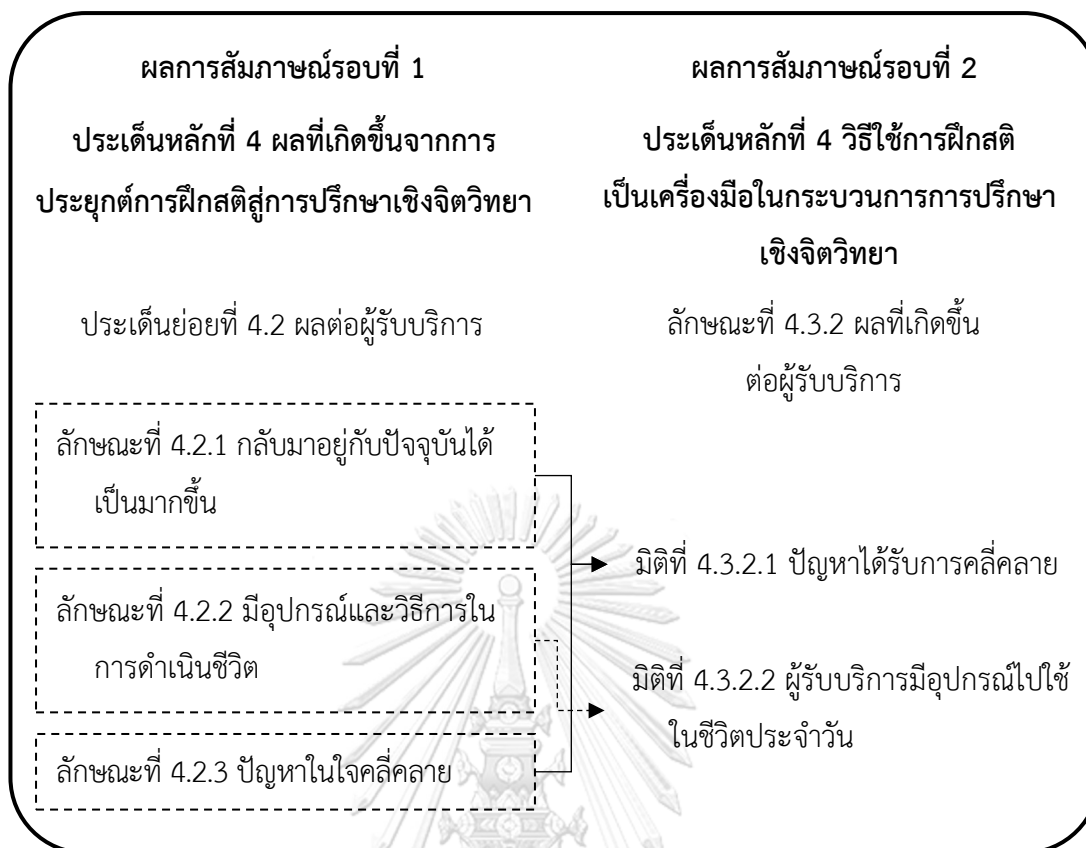 ผลการสัมภาษณ์รอบที่ 1
ประเด็นหลักที่ 4 ผลที่เกิดขึ้นจากการ
ประยุกต์การฝึกสติสู่การปรึกษาเชิงจิตวิทยา
ประเด็นย่อยที่ 4.2 ผลต่อผู้รับบริการ
ลักษณะที่ 4.2.1 กลับมาอยู่กับปัจจุบันได้
เป็นมากขึ้น
ลักษณะที่ 4.2.2 มีอุปกรณ์และวิธีการใน
การดำเนินชีวิต
ลักษณะที่ 4.2.3 ปัญหาในใจคลี่คลาย
ผลการสัมภาษณ์รอบที่ 2
ประเด็นหลักที่ 4 วิธีใช้การฝึกสติ
เป็นเครื่องมือในกระบวนการการปรึกษา
เชิงจิตวิทยา
ลักษณะที่ 4.3.2 ผลที่เกิดขึ้น
ต่อผู้รับบริการ
มิติที่ 4.3.2.1 ปัญหาได้รับการคลี่คลาย
มิติที่ 4.3.2.2 ผู้รับบริการมีอุปกรณ์ไปใช้
ในชีวิตประจำวัน